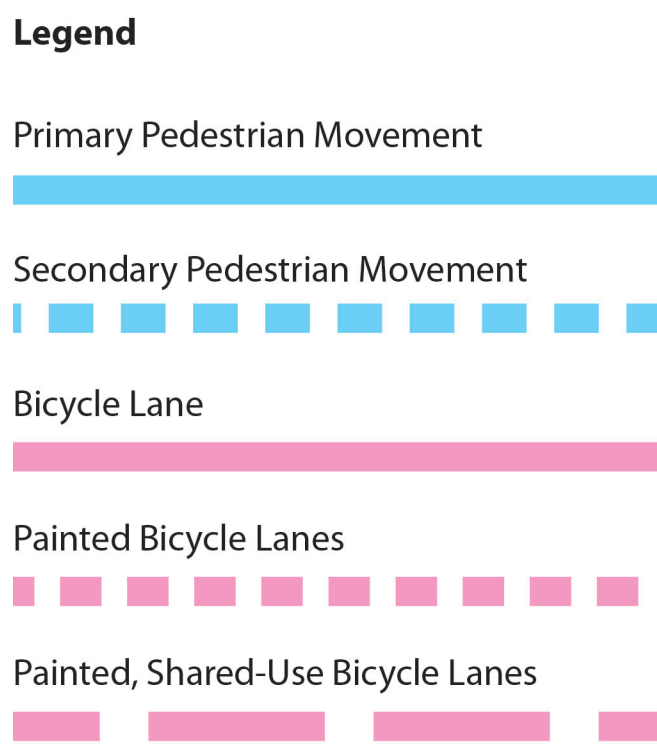 Legend
Primary Pedestrian Movement
Secondary Pedestrian Movement
Bicycle Lane
Painted Bicycle Lanes
Painted, Shared-Use Bicycle Lanes